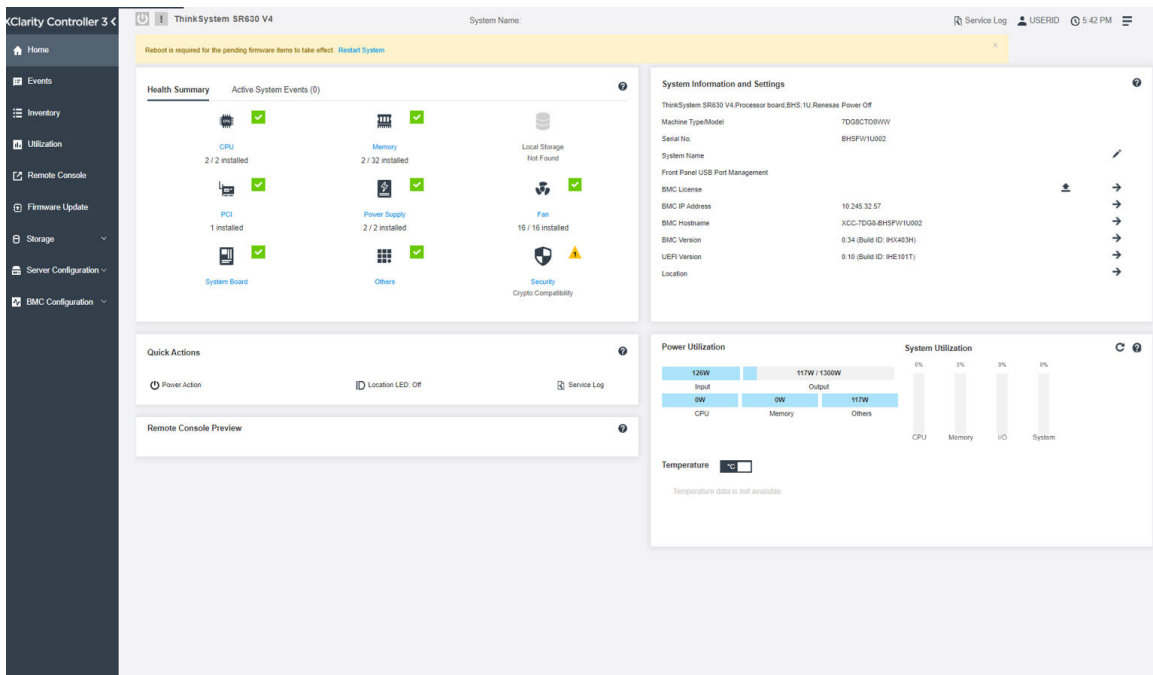 XClarity Controller 3
ThinkSystem SR630 V4
System Name:
Service Log
USERID
5:42 PM
Home
Events
Inventory
Utilization
Remote Console
Firmware Update
Storage
Server Configuration
BMC Configuration
Reboot is required for the pending firmware items to take effect. Restart System
Health Summary
Active System Events (0)
CPU
2 / 2 installed
Memory
2 / 32 installed
Local Storage
Not Found
PCI
1 installed
Power Supply
2 / 2 installed
Fan
16 / 16 installed
System Board
Others
Security
Crypto:Compatibility
System Information and Settings
ThinkSystem SR630 V4,Processor board,BHS,1U,Renesas Power Off
Machine Type/Model 7DG8CTO0WW
Serial No. BHSFW1U002
System Name
Front Panel USB Port Management
BMC License
BMC IP Address 10.245.32.57
BMC Hostname XCC-7DG8-BHSFW1U002
BMC Version 0.34 (Build ID: IHX403H)
UEFI Version 0.10 (Build ID: IHE101T)
Location
Quick Actions
Power Action
Location LED: Off
Service Log
Remote Console Preview
Power Utilization
126W
117W / 1300W
Input
Output
0W 0W 117W
CPU Memory Others
System Utilization
0% 0% 0% 0%
CPU Memory I/O System
Temperature °C
Temperature data is not available.